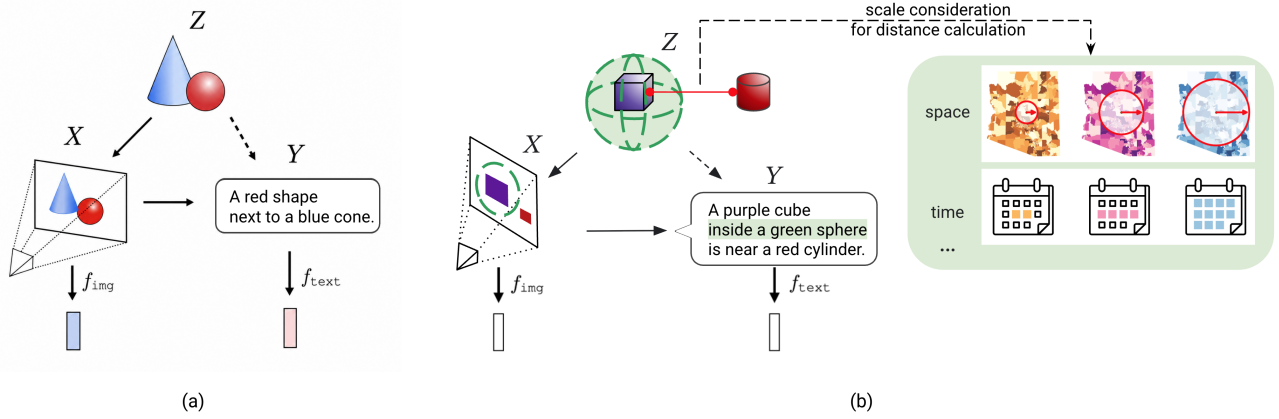 Z
X
Y
A red shape
next to a blue cone.
f_img
f_text
(a)
scale consideration
for distance calculation
Z
X
Y
A purple cube
inside a green sphere
is near a red cylinder.
f_img
f_text
space
time
...
(b)